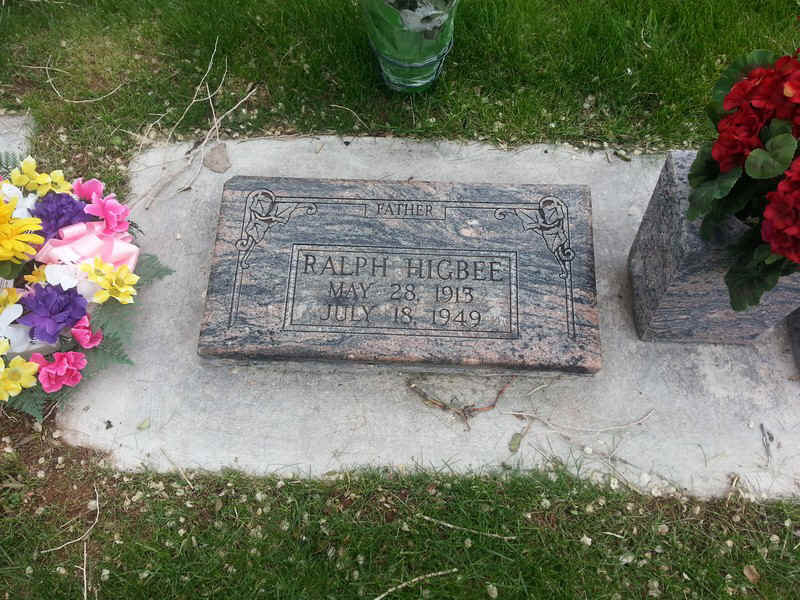 FATHER
RALPH HIGBEE
MAY 28, 1913
JULY 18, 1949